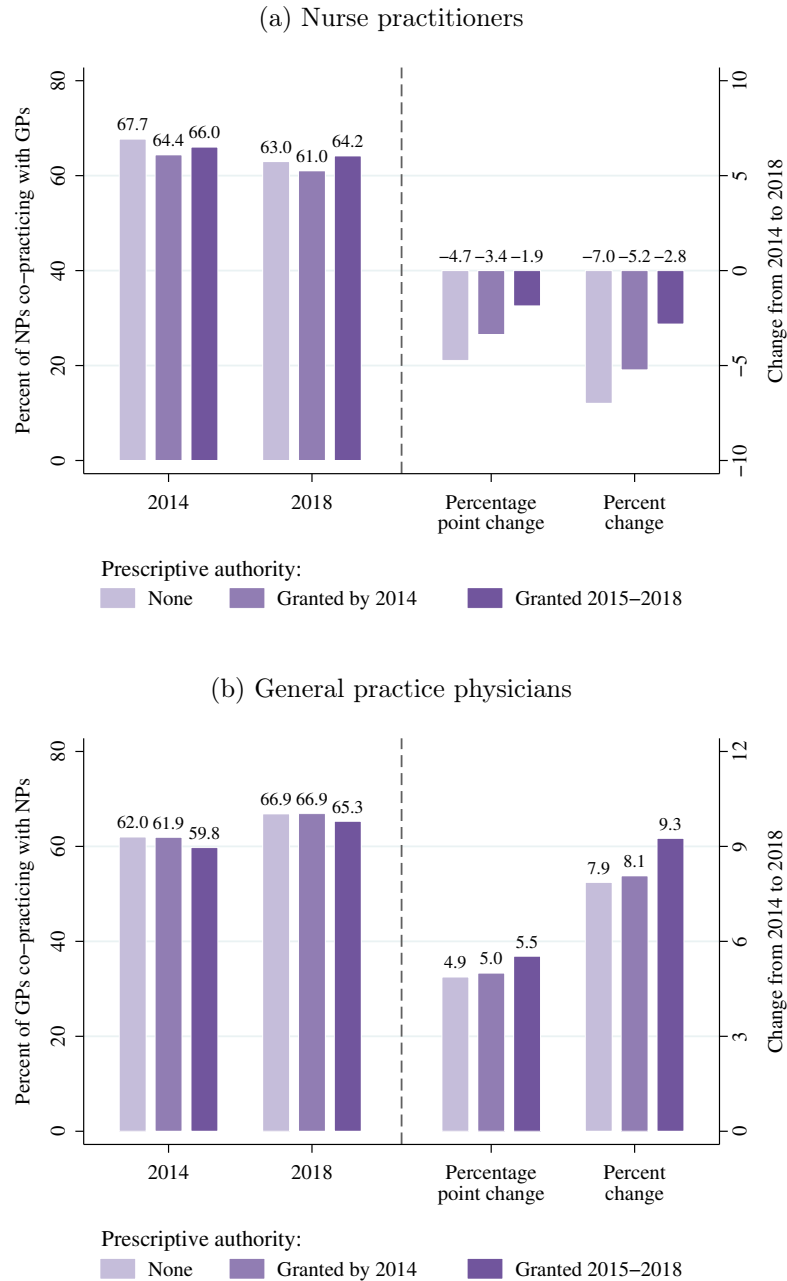 (a) Nurse practitioners
Percent of NPs co−practicing with GPs
80
60
40
20
0
67.7
64.4
66.0
63.0
61.0
64.2
−4.7
−3.4
−1.9
−7.0
−5.2
−2.8
10
5
0
−5
−10
Change from 2014 to 2018
2014
2018
Percentage
point change
Percent
change
Prescriptive authority:
None
Granted by 2014
Granted 2015−2018
(b) General practice physicians
Percent of GPs co−practicing with NPs
80
60
40
20
0
62.0
61.9
59.8
66.9
66.9
65.3
4.9
5.0
5.5
7.9
8.1
9.3
12
9
6
3
0
Change from 2014 to 2018
2014
2018
Percentage
point change
Percent
change
Prescriptive authority:
None
Granted by 2014
Granted 2015−2018